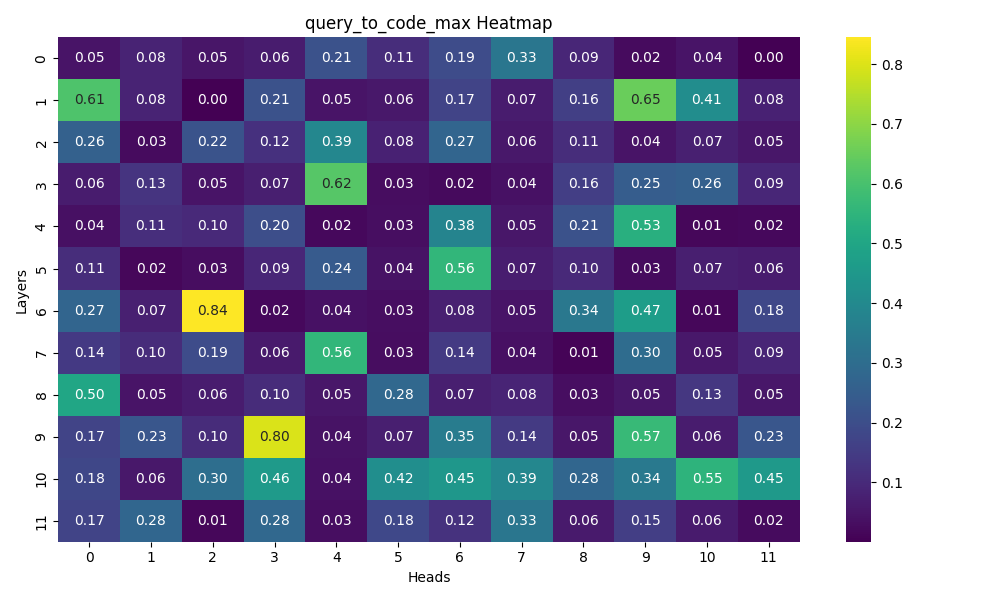 query_to_code_max Heatmap
0 0.05 0.08 0.05 0.06 0.21 0.11 0.19 0.33 0.09 0.02 0.04 0.00
1 0.61 0.08 0.00 0.21 0.05 0.06 0.17 0.07 0.16 0.65 0.41 0.08
2 0.26 0.03 0.22 0.12 0.39 0.08 0.27 0.06 0.11 0.04 0.07 0.05
3 0.06 0.13 0.05 0.07 0.62 0.03 0.02 0.04 0.16 0.25 0.26 0.09
4 0.04 0.11 0.10 0.20 0.02 0.03 0.38 0.05 0.21 0.53 0.01 0.02
5 0.11 0.02 0.03 0.09 0.24 0.04 0.56 0.07 0.10 0.03 0.07 0.06
6 0.27 0.07 0.84 0.02 0.04 0.03 0.08 0.05 0.34 0.47 0.01 0.18
7 0.14 0.10 0.19 0.06 0.56 0.03 0.14 0.04 0.01 0.30 0.05 0.09
8 0.50 0.05 0.06 0.10 0.05 0.28 0.07 0.08 0.03 0.05 0.13 0.05
9 0.17 0.23 0.10 0.80 0.04 0.07 0.35 0.14 0.05 0.57 0.06 0.23
10 0.18 0.06 0.30 0.46 0.04 0.42 0.45 0.39 0.28 0.34 0.55 0.45
11 0.17 0.28 0.01 0.28 0.03 0.18 0.12 0.33 0.06 0.15 0.06 0.02
0 1 2 3 4 5 6 7 8 9 10 11
Heads
Layers
0.8
0.7
0.6
0.5
0.4
0.3
0.2
0.1